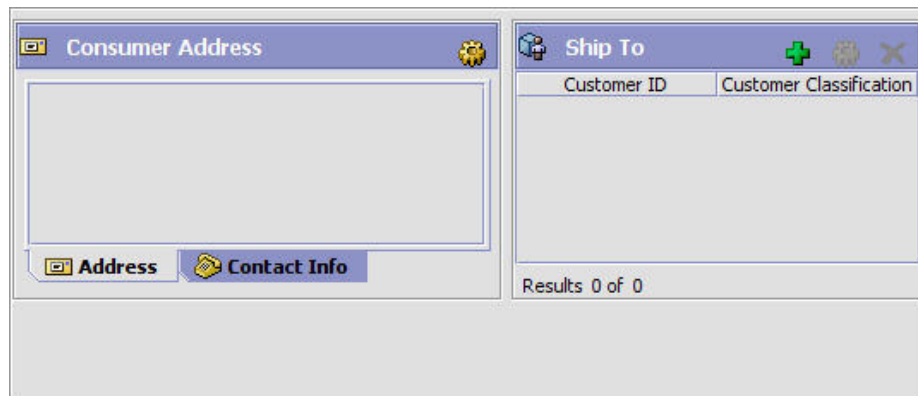 Consumer Address
Address
Contact Info
Ship To
Customer ID
Customer Classification
Results 0 of 0